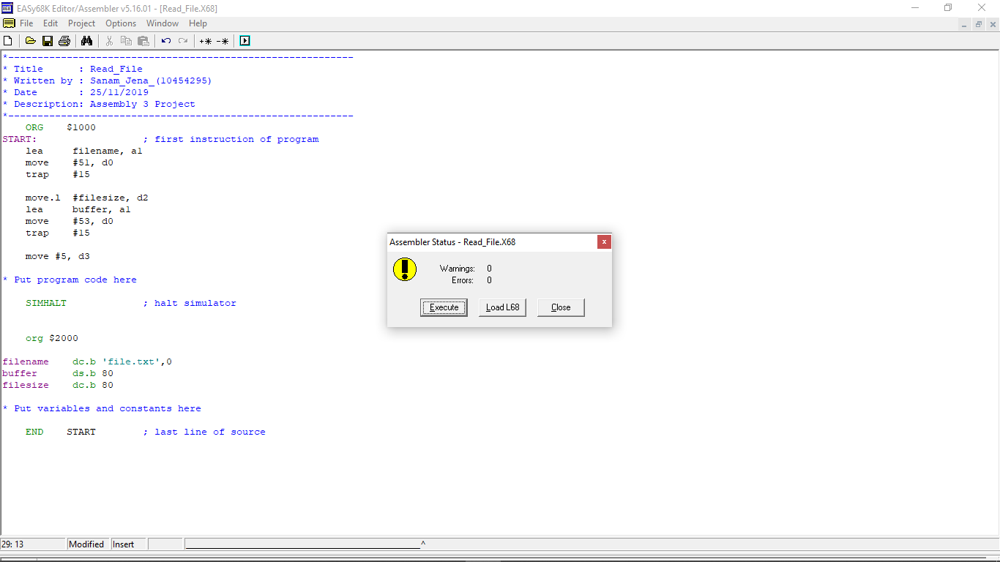 EASy68K Editor/Assembler v5.16.01 - [Read_File.X68]
File Edit Project Options Window Help
*-----------------------------------------------------------
* Title      : Read_File
* Written by : Sanam_Jena_(10454295)
* Date       : 25/11/2019
* Description: Assembly 3 Project
*-----------------------------------------------------------
    ORG    $1000
START:                  ; first instruction of program
    lea     filename, a1
    move    #51, d0
    trap    #15
    move.l  #filesize, d2
    lea     buffer, a1
    move    #53, d0
    trap    #15
    move #5, d3
* Put program code here
    SIMHALT             ; halt simulator
    org $2000
filename    dc.b 'file.txt',0
buffer      ds.b 80
filesize    dc.b 80
* Put variables and constants here
    END    START        ; last line of source
Assembler Status - Read_File.X68
Warnings: 0
Errors: 0
Execute Load L68 Close
29: 13 Modified Insert